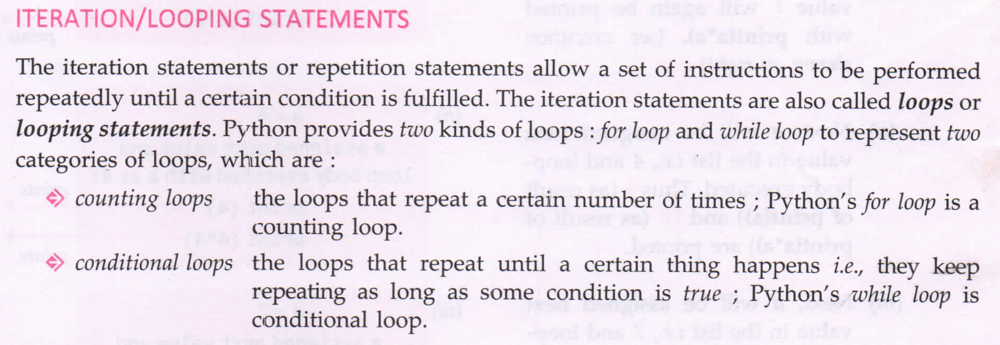 ITERATION/LOOPING STATEMENTS
The iteration statements or repetition statements allow a set of instructions to be performed
repeatedly until a certain condition is fulfilled. The iteration statements are also called loops or
looping statements. Python provides two kinds of loops : for loop and while loop to represent two
categories of loops, which are :
counting loops the loops that repeat a certain number of times ; Python's for loop is a
counting loop.
conditional loops the loops that repeat until a certain thing happens i.e., they keep
repeating as long as some condition is true ; Python's while loop is
conditional loop.